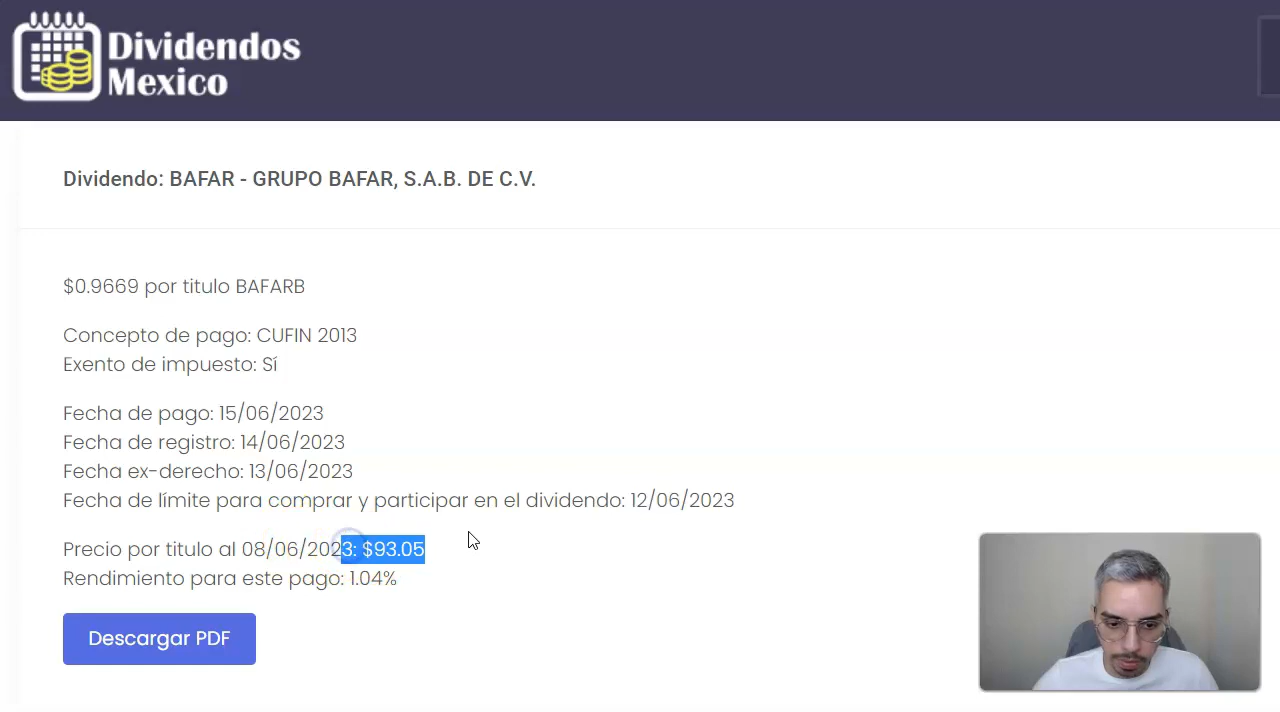 Dividendos
Mexico
Dividendo: BAFAR - GRUPO BAFAR, S.A.B. DE C.V.
$0.9669 por titulo BAFARB
Concepto de pago: CUFIN 2013
Exento de impuesto: Sí
Fecha de pago: 15/06/2023
Fecha de registro: 14/06/2023
Fecha ex-derecho: 13/06/2023
Fecha de límite para comprar y participar en el dividendo: 12/06/2023
Precio por titulo al 08/06/2023: $93.05
Rendimiento para este pago: 1.04%
Descargar PDF